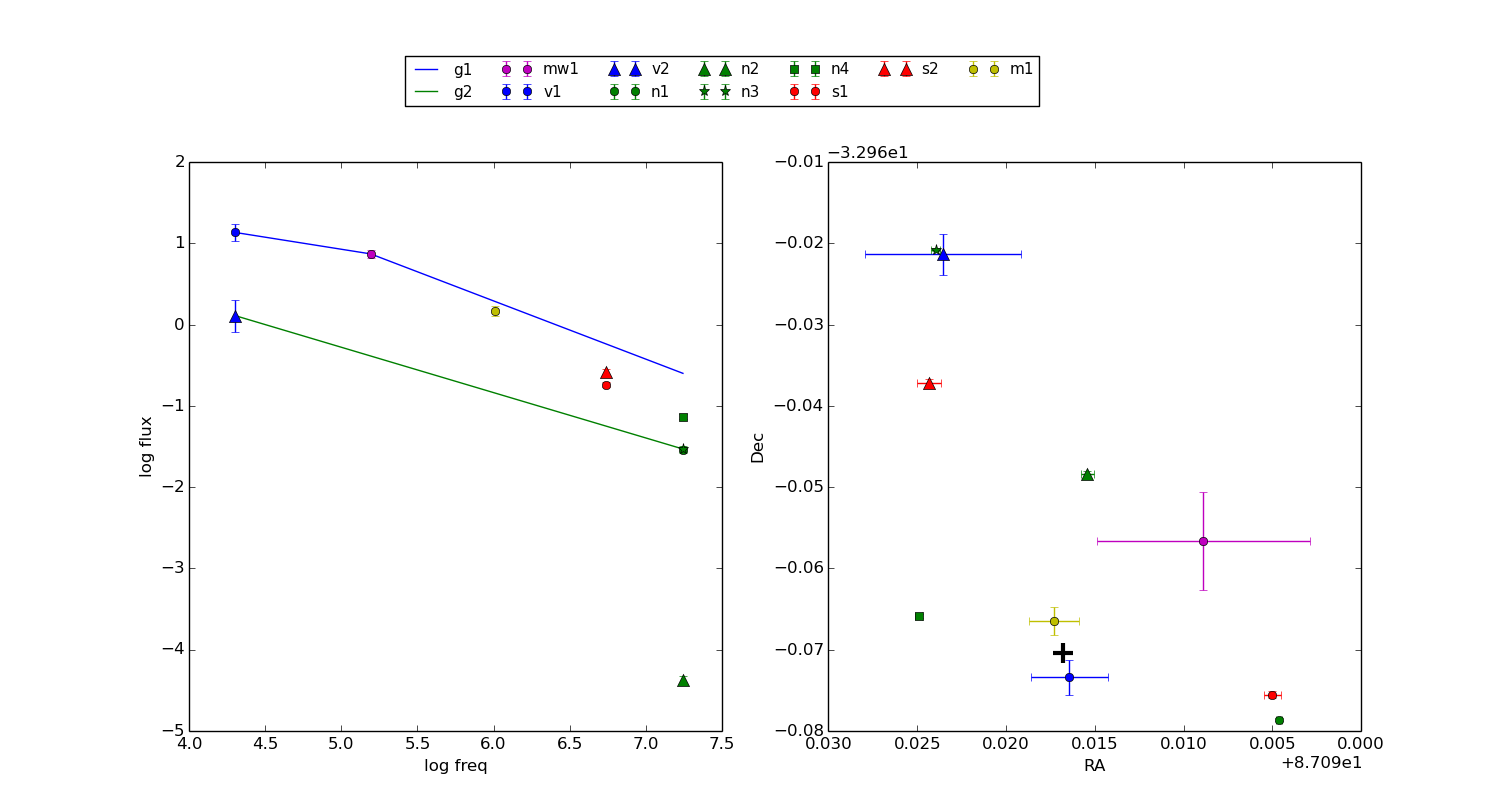 g1 mw1 v2 n2 n4 s2 m1
g2 v1 n1 n3 s1
2
1
0
−1
−2
−3
−4
−5
log flux
4.0 4.5 5.0 5.5 6.0 6.5 7.0 7.5
log freq
−3.296e1
−0.01
−0.02
−0.03
−0.04
−0.05
−0.06
−0.07
−0.08
Dec
0.030 0.025 0.020 0.015 0.010 0.005 0.000
RA
+8.709e1